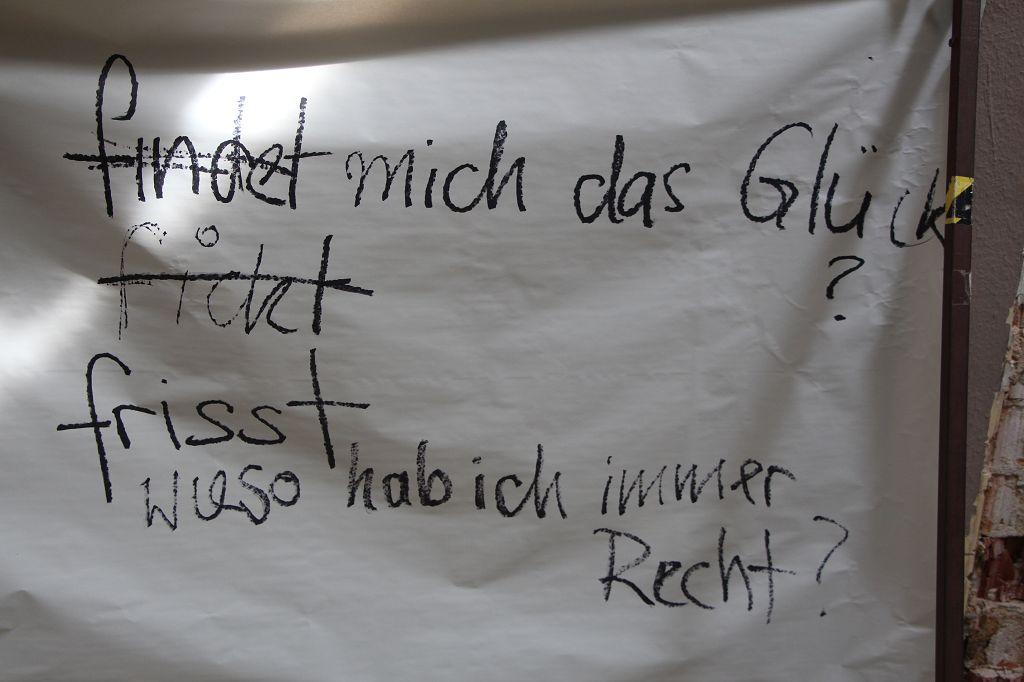 findet mich das Glück
?
fickt
frisst
wieso hab ich immer
Recht?